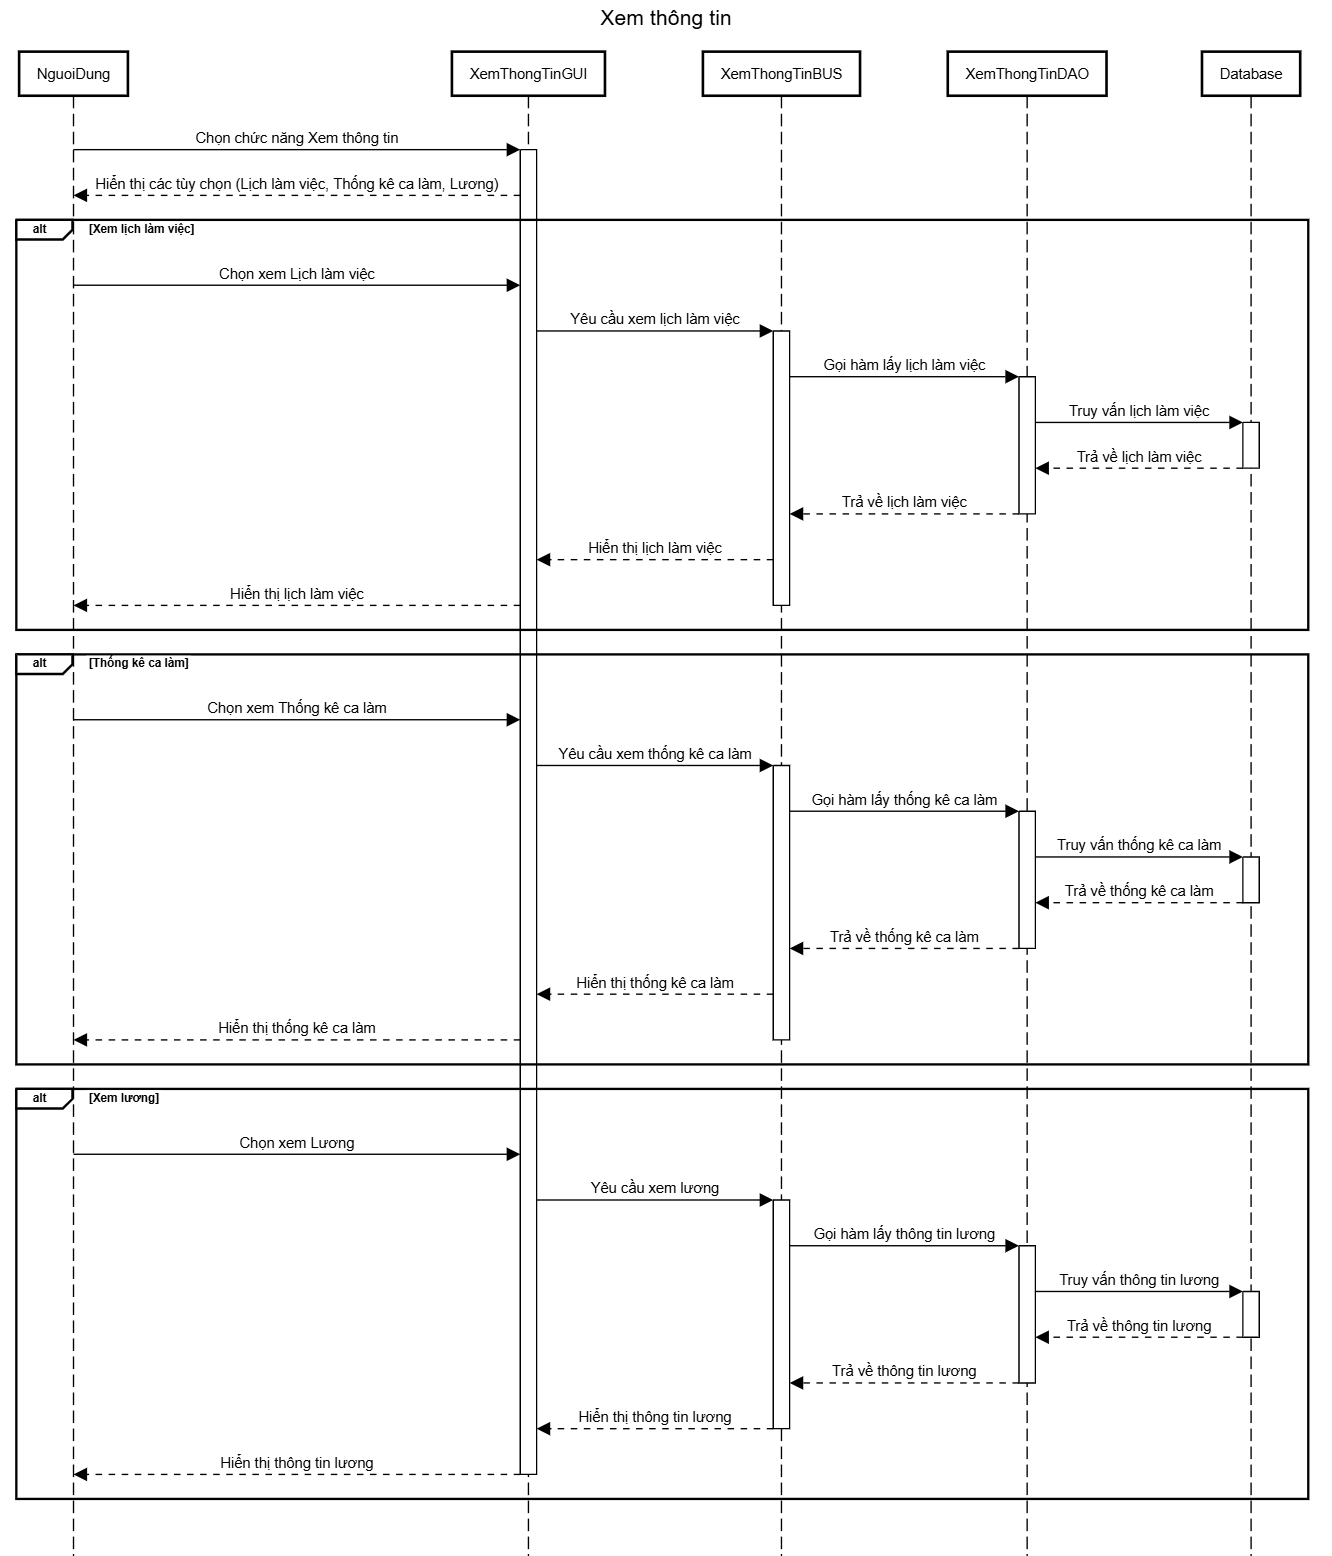 Xem thông tin
NguoiDung
XemThongTinGUI
XemThongTinBUS
XemThongTinDAO
Database
Chọn chức năng Xem thông tin
Hiển thị các tùy chọn (Lịch làm việc, Thống kê ca làm, Lương)
alt
[Xem lịch làm việc]
Chọn xem Lịch làm việc
Yêu cầu xem lịch làm việc
Gọi hàm lấy lịch làm việc
Truy vấn lịch làm việc
Trả về lịch làm việc
Trả về lịch làm việc
Hiển thị lịch làm việc
Hiển thị lịch làm việc
alt
[Thống kê ca làm]
Chọn xem Thống kê ca làm
Yêu cầu xem thống kê ca làm
Gọi hàm lấy thống kê ca làm
Truy vấn thống kê ca làm
Trả về thống kê ca làm
Trả về thống kê ca làm
Hiển thị thống kê ca làm
Hiển thị thống kê ca làm
alt
[Xem lương]
Chọn xem Lương
Yêu cầu xem lương
Gọi hàm lấy thông tin lương
Truy vấn thông tin lương
Trả về thông tin lương
Trả về thông tin lương
Hiển thị thông tin lương
Hiển thị thông tin lương